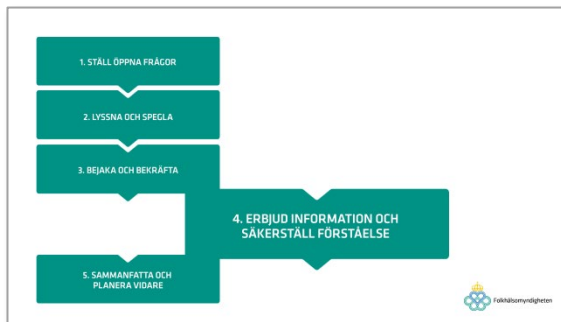 1. STÄLL ÖPPNA FRÅGOR
2. LYSSNA OCH SPEGLA
3. BEJAKA OCH BEKRÄFTA
4. ERBJUD INFORMATION OCH
SÄKERSTÄLL FÖRSTÅELSE
5. SAMMANFATTA OCH
PLANERA VIDARE
Folkhälsomyndigheten